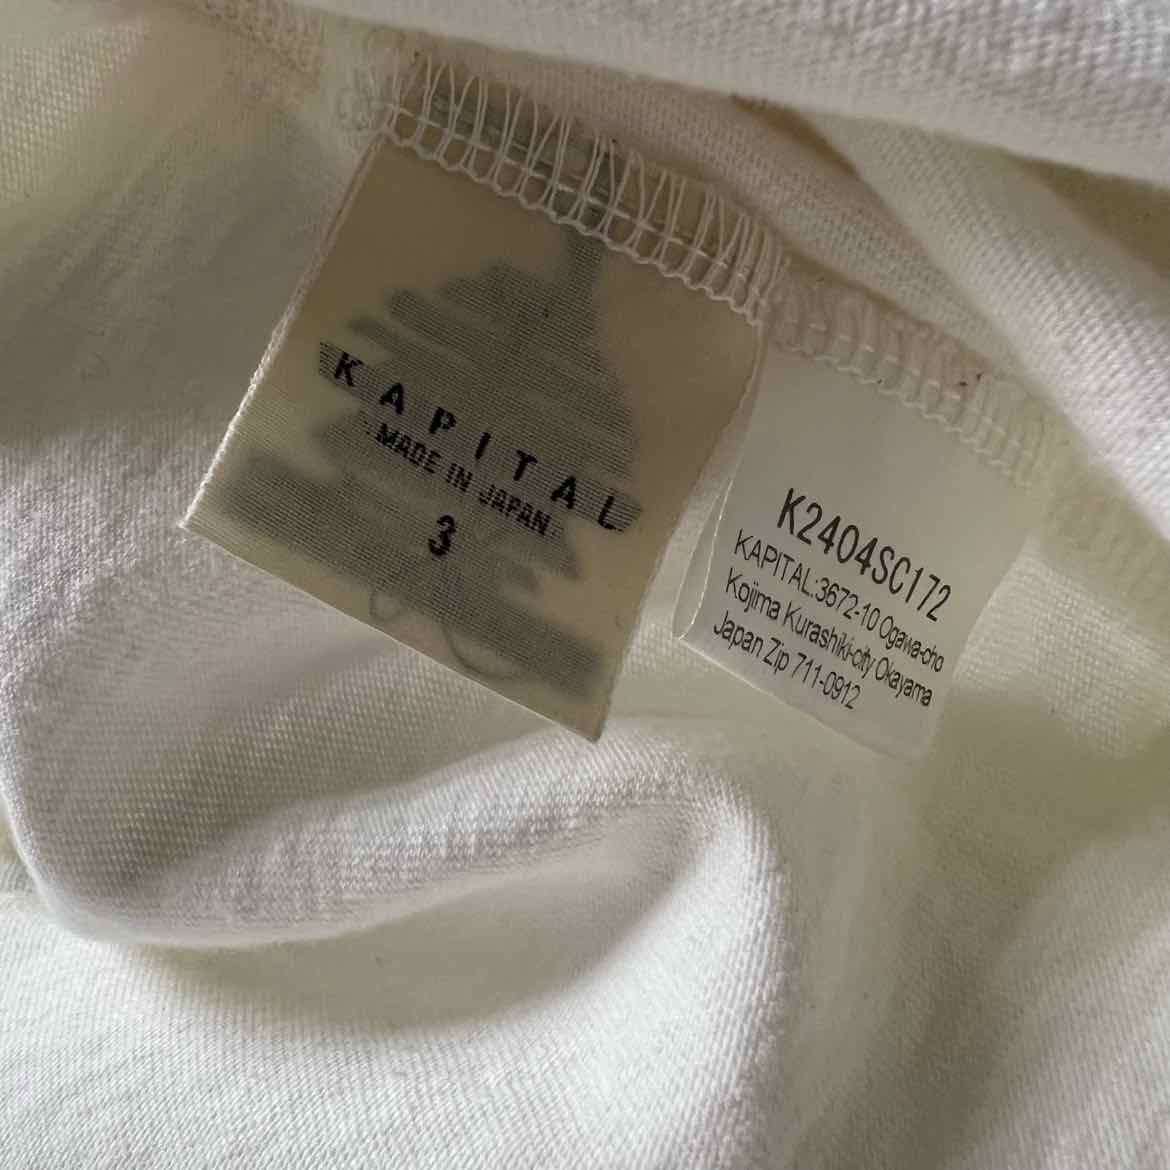 KAPITAL
MADE IN JAPAN
3
K2404SC172
KAPITAL:3672-10 Ogawa-cho
Kojima Kurashiki-city Okayama
Japan Zip 711-0912